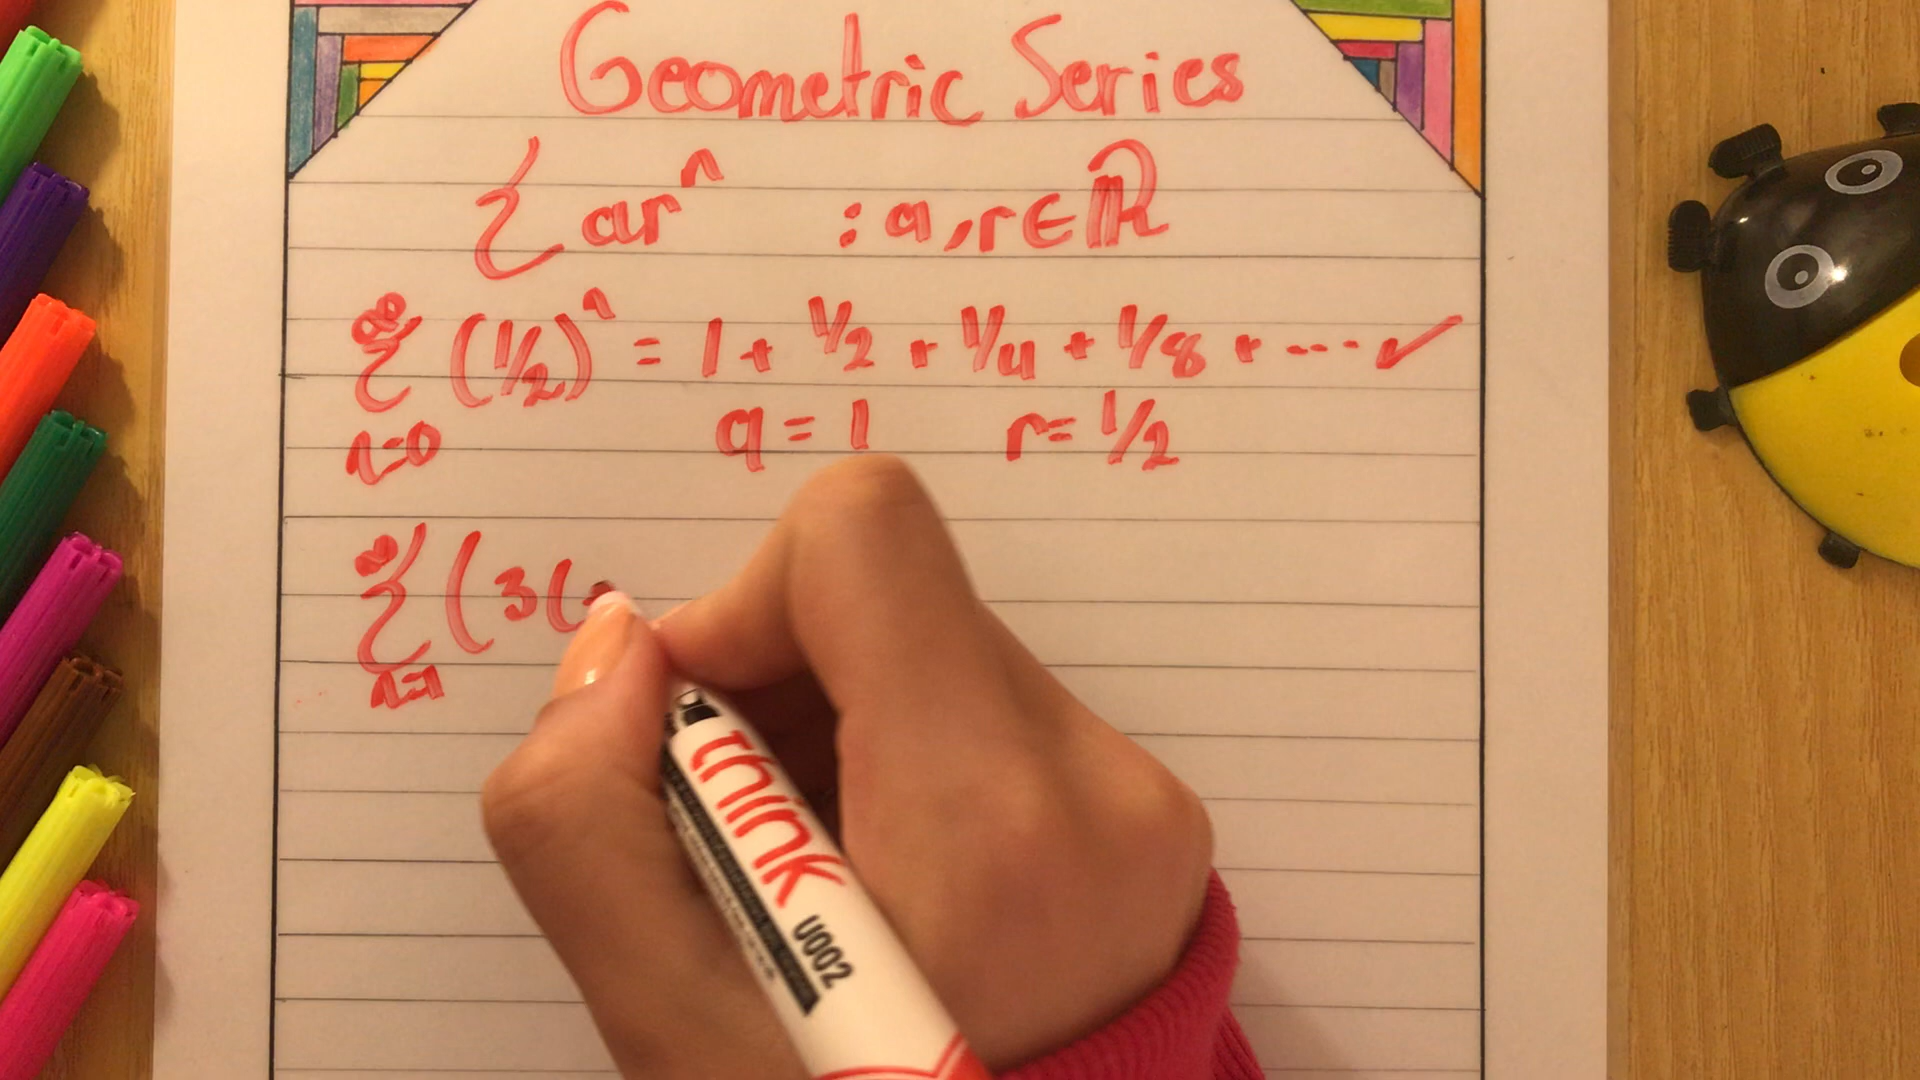 Geometric Series
∑ ar^n : a,r∈ℝ
∞
∑ (1/2)^n = 1 + 1/2 + 1/4 + 1/8 + ... ✓
n=0 a = 1 r = 1/2
∞
∑ (3(
n=1
Think U002